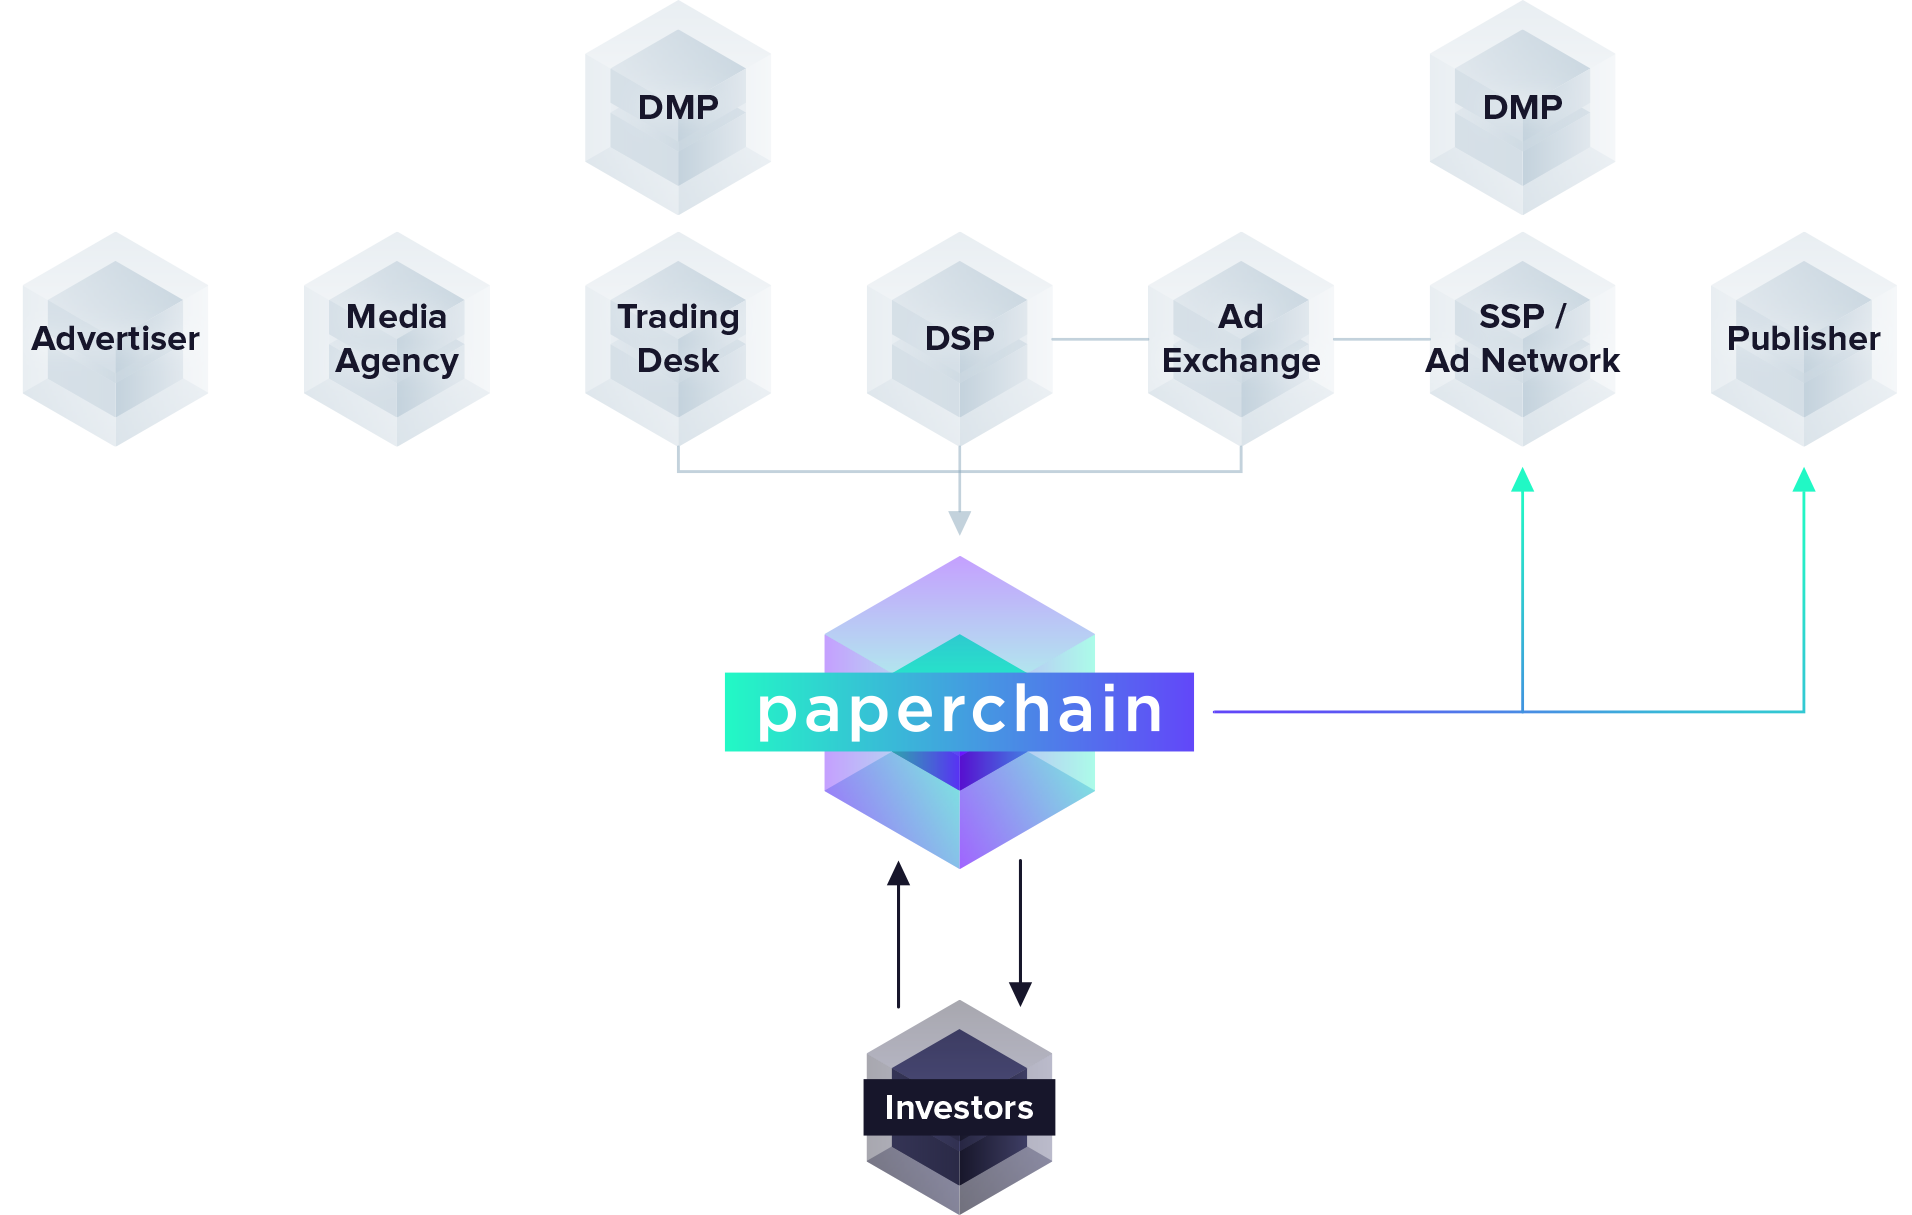 DMP
DMP
Advertiser
Media
Agency
Trading
Desk
DSP
Ad
Exchange
SSP /
Ad Network
Publisher
paperchain
Investors